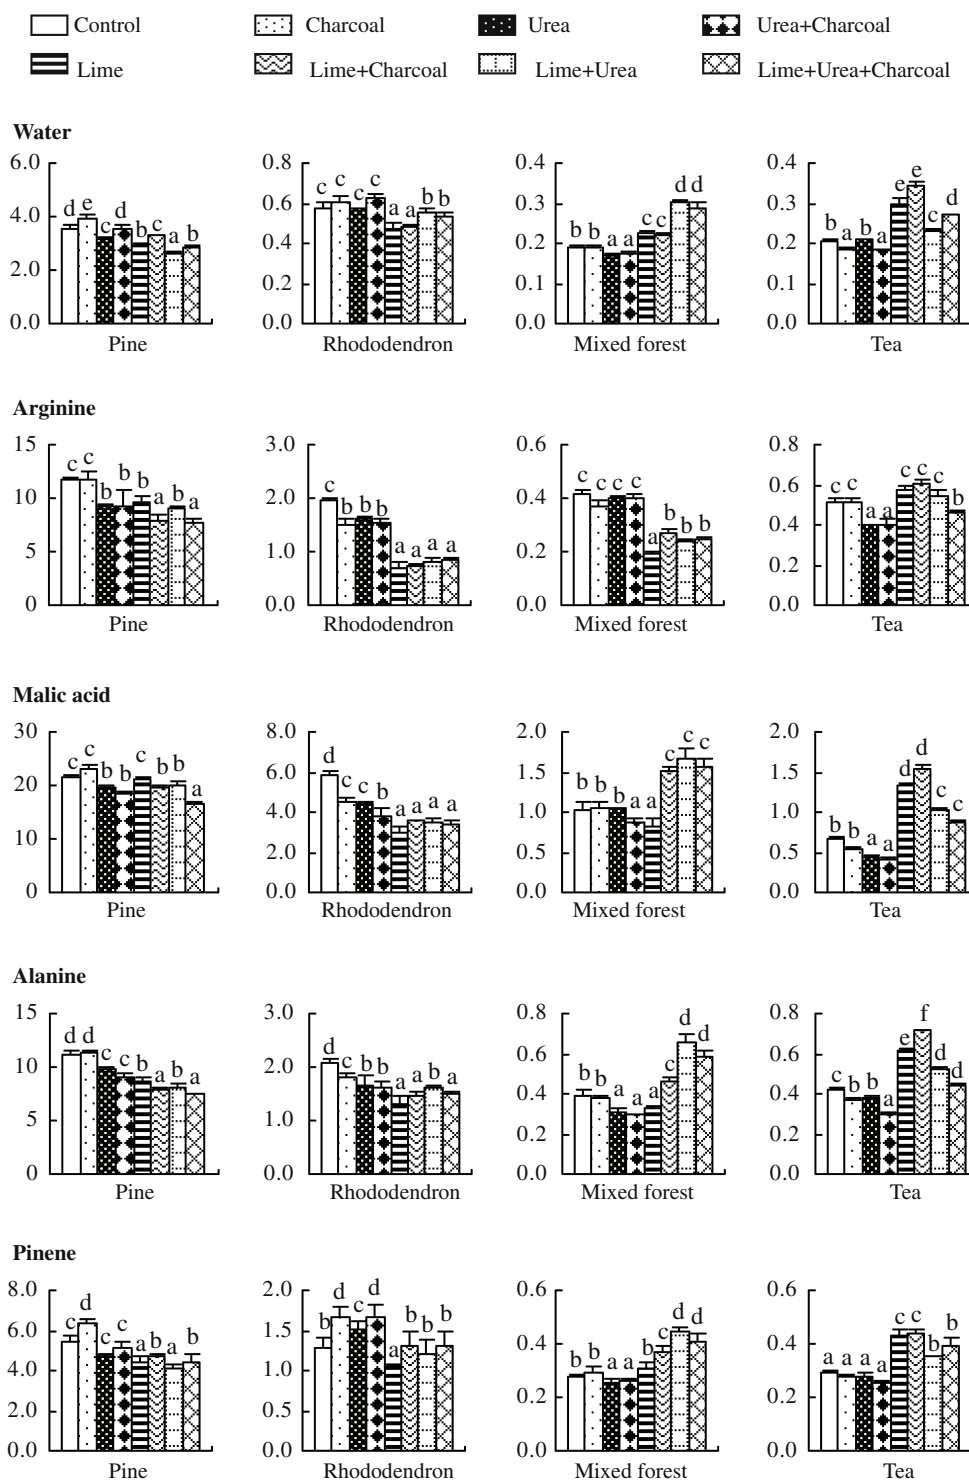 Control Charcoal Urea Urea+Charcoal
Lime Lime+Charcoal Lime+Urea Lime+Urea+Charcoal
Water
6.0 4.0 2.0 0.0 d e c d b c a b Pine
0.8 0.6 0.4 0.2 0.0 c c c c a a b b Rhododendron
0.4 0.3 0.2 0.1 0.0 b b a a c c d d Mixed forest
0.4 0.3 0.2 0.1 0.0 b a b a e e c d Tea
Arginine
15 10 5 0 c c b b b a b a Pine
3.0 2.0 1.0 0.0 c b b b a a a a Rhododendron
0.6 0.4 0.2 0.0 c c c c a b b b Mixed forest
0.8 0.6 0.4 0.2 0.0 c c a a c c c b Tea
Malic acid
30 20 10 0 c c b b c b b a Pine
8.0 6.0 4.0 2.0 0.0 d c c b a a a a Rhododendron
2.0 1.5 1.0 0.5 0.0 b b b a a c c c Mixed forest
2.0 1.5 1.0 0.5 0.0 b b a a d d c c Tea
Alanine
15 10 5 0 d d c c b a b a Pine
3.0 2.0 1.0 0.0 d c b b a a b a Rhododendron
0.8 0.6 0.4 0.2 0.0 b b a a a c d d Mixed forest
0.8 0.6 0.4 0.2 0.0 c b b a e f d d Tea
Pinene
8.0 6.0 4.0 2.0 0.0 c d b c a b a b Pine
2.0 1.5 1.0 0.5 0.0 b d c d a b b b Rhododendron
0.6 0.4 0.2 0.0 b b a a b c d d Mixed forest
0.6 0.4 0.2 0.0 a a a a c c b b Tea